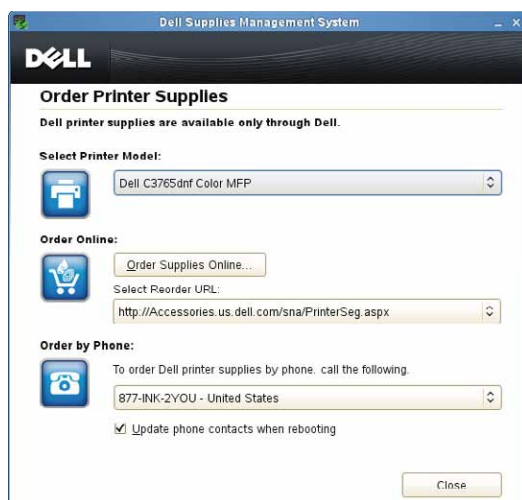 Dell Supplies Management System
DELL
Order Printer Supplies
Dell printer supplies are available only through Dell.
Select Printer Model:
Dell C3765dnf Color MFP
Order Online:
Order Supplies Online...
Select Reorder URL:
http://Accessories.us.dell.com/sna/PrinterSeg.aspx
Order by Phone:
To order Dell printer supplies by phone. call the following.
877-INK-2YOU - United States
Update phone contacts when rebooting
Close